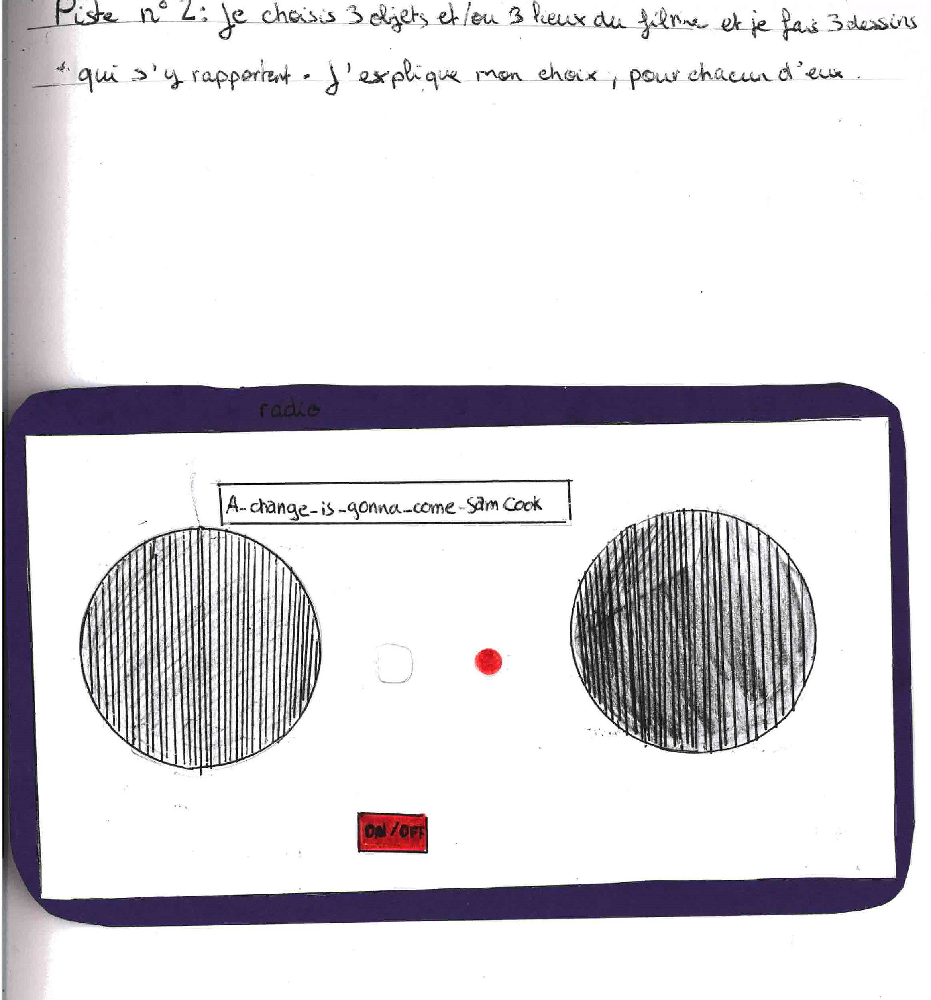 Piste n° 2: Je choisis 3 objets et/ou 3 lieux du filme et je fais 3 dessins
* qui s'y rapportent. J'explique mon choix, pour chacun d'eux.
radio
A-change-is-gonna-come-Sam Cook
ON/OFF